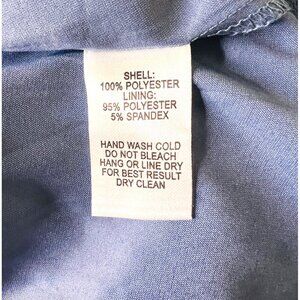 SHELL:
100% POLYESTER
LINING:
95% POLYESTER
5% SPANDEX
HAND WASH COLD
DO NOT BLEACH
HANG OR LINE DRY
FOR BEST RESULT
DRY CLEAN